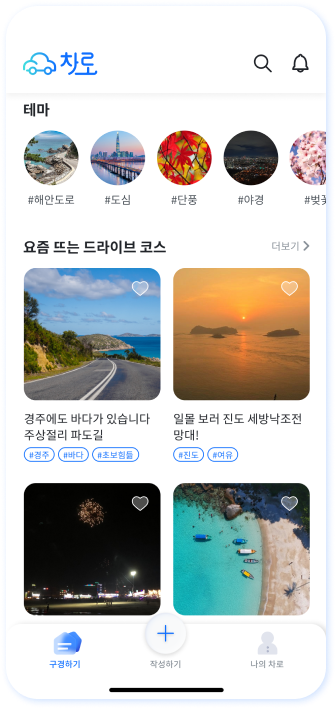 차로
테마
#해안도로
#도심
#단풍
#야경
#벚꽃
요즘 뜨는 드라이브 코스
더보기
경주에도 바다가 있습니다
주상절리 파도길
#경주 #바다 #초보힘들
일몰 보러 진도 세방낙조전
망대!
#진도 #여유
구경하기
작성하기
나의 차로